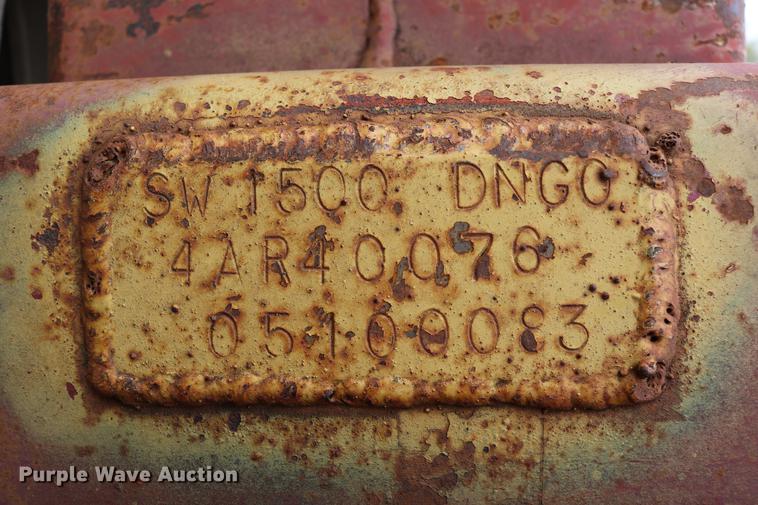 SW 1500 DNGO
4AR40076
05100083
Purple Wave Auction